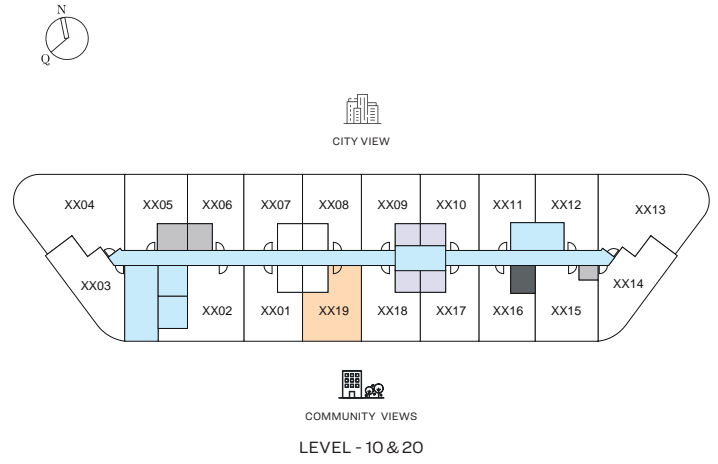 N
Q
CITY VIEW
XX04 XX05 XX06 XX07 XX08 XX09 XX10 XX11 XX12 XX13
XX03 XX02 XX01 XX19 XX18 XX17 XX16 XX15 XX14
COMMUNITY VIEWS
LEVEL - 10 & 20